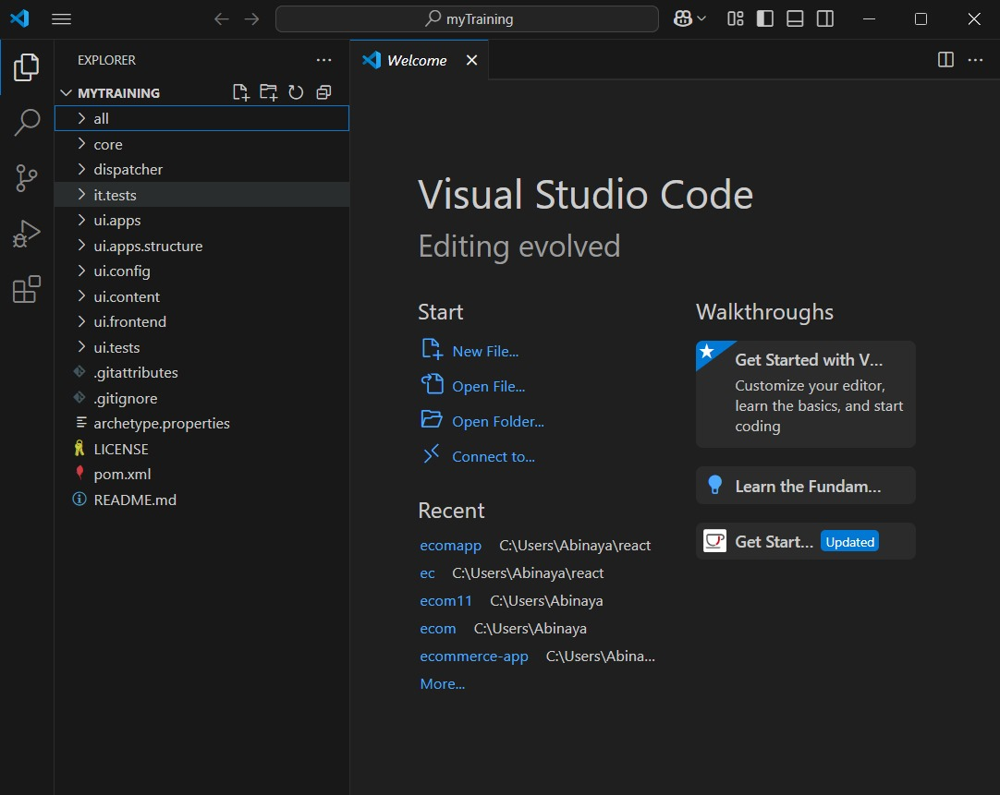 myTraining
EXPLORER
MYTRAINING
all
core
dispatcher
it.tests
ui.apps
ui.apps.structure
ui.config
ui.content
ui.frontend
ui.tests
.gitattributes
.gitignore
archetype.properties
LICENSE
pom.xml
README.md
Welcome
Visual Studio Code
Editing evolved
Start
New File...
Open File...
Open Folder...
Connect to...
Recent
ecomapp C:\Users\Abinaya\react
ec C:\Users\Abinaya\react
ecom11 C:\Users\Abinaya
ecom C:\Users\Abinaya
ecommerce-app C:\Users\Abina...
More...
Walkthroughs
Get Started with V...
Customize your editor,
learn the basics, and start
coding
Learn the Fundam...
Get Start... Updated